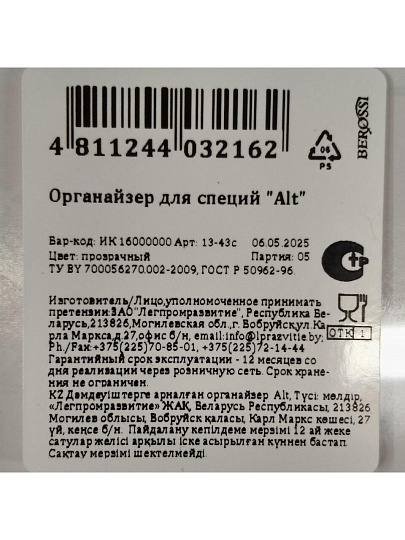 4 811244 032162
06
PS
BEROSSI
Органайзер для специй "Alt"
Вар-код: ИК 16000000 Арт: 13-43с 06.05.2025
Цвет: прозрачный Партия: 05
ТУ BY 700056270.002-2009, ГОСТ Р 50962-96.
Изготовитель/Лицо,уполномоченное принимать
претензии:ЗАО"Легпромразвитие", Республика Бе-
ларусь,213826,Могилевская обл.,г. Бобруйск,ул.Ка
рла Маркса,д.27,офис б/н, email:info@lprazvitie.by;
Ph./Fax:+375(225)70-85-01, +375(225)72-14-44
ОТК 1
Гарантийный срок эксплуатации - 12 месяцев со
дня реализации через розничную сеть. Срок хране-
ния не ограничен.
KZ Дәмдеуіштерге арналған органайзер Alt, Түсі: мөлдір,
«Легпромразвитие» ЖАҚ, Беларусь Республикасы, 213826
Могилев облысы, Бобруйск қаласы, Карл Маркс көшесі, 27
үй, кеңсе б/н. Пайдалану кепілдеме мерзімі 12 ай жеке
сатулар желісі арқылы іске асырылған күннен бастап.
Сақтау мерзімі шектелмейді.